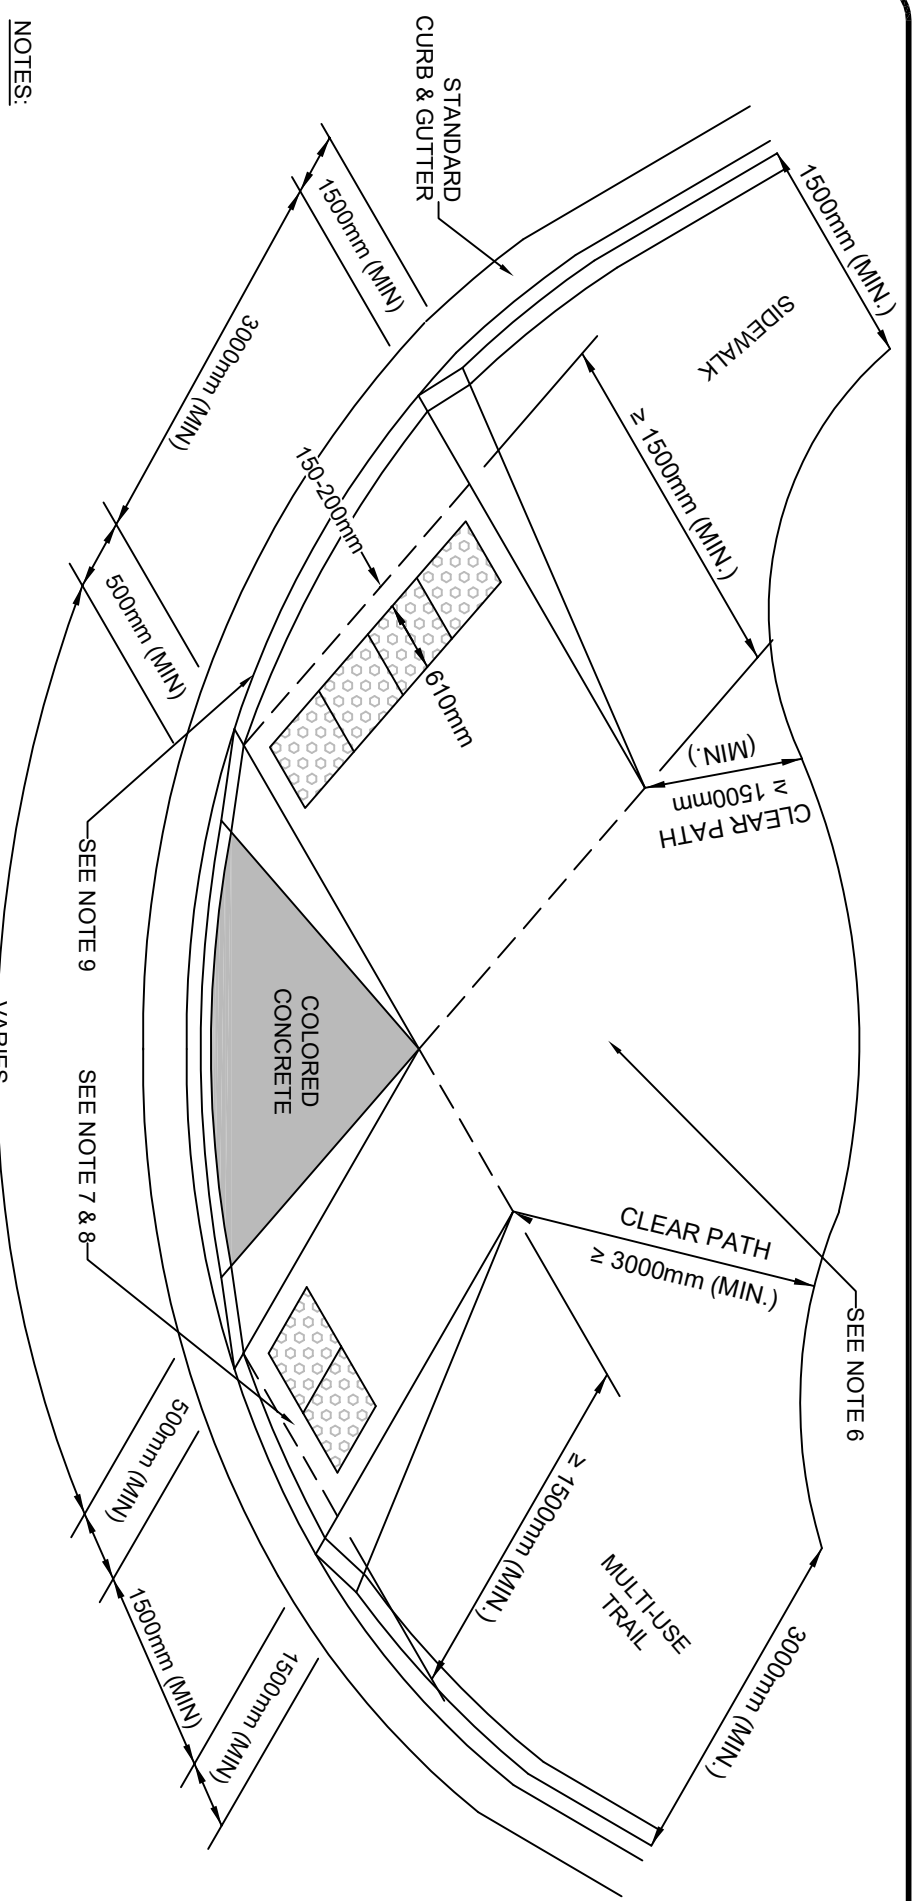 1500mm (MIN.)
SEE NOTE 6
SIDEWALK
CLEAR PATH
≥ 1500mm
(MIN.)
CLEAR PATH
≥ 3000mm (MIN.)
3000mm (MIN.)
≥ 1500mm (MIN.)
MULTI-USE
TRAIL
≥ 1500mm (MIN.)
STANDARD
CURB & GUTTER
610mm
150-200mm
1500mm (MIN)
COLORED
CONCRETE
3000mm (MIN)
1500mm (MIN)
500mm (MIN)
500mm (MIN)
1500mm (MIN)
SEE NOTE 9
SEE NOTE 7 & 8
VARIES
NOTES: